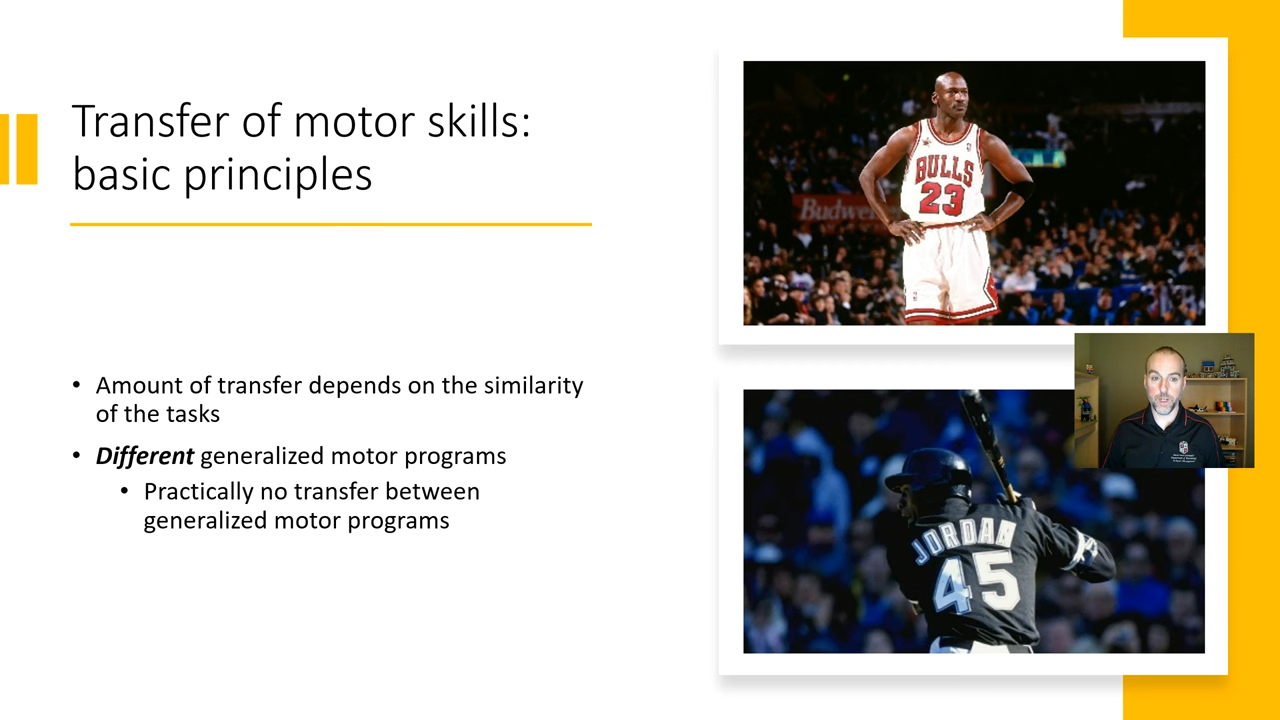 Transfer of motor skills:
basic principles
• Amount of transfer depends on the similarity
of the tasks
• Different generalized motor programs
• Practically no transfer between
generalized motor programs
Budweiser
BULLS
23
JORDAN
45